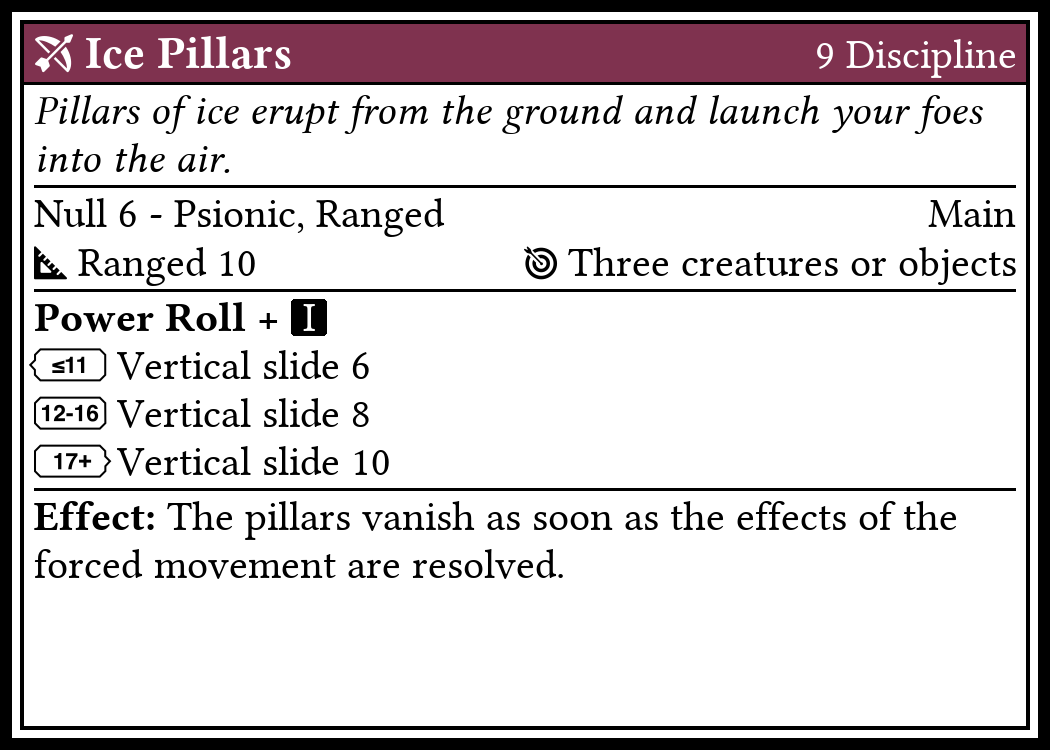 Ice Pillars 9 Discipline
Pillars of ice erupt from the ground and launch your foes
into the air.
Null 6 - Psionic, Ranged Main
Ranged 10 Three creatures or objects
Power Roll + I
≤11 Vertical slide 6
12-16 Vertical slide 8
17+ Vertical slide 10
Effect: The pillars vanish as soon as the effects of the
forced movement are resolved.